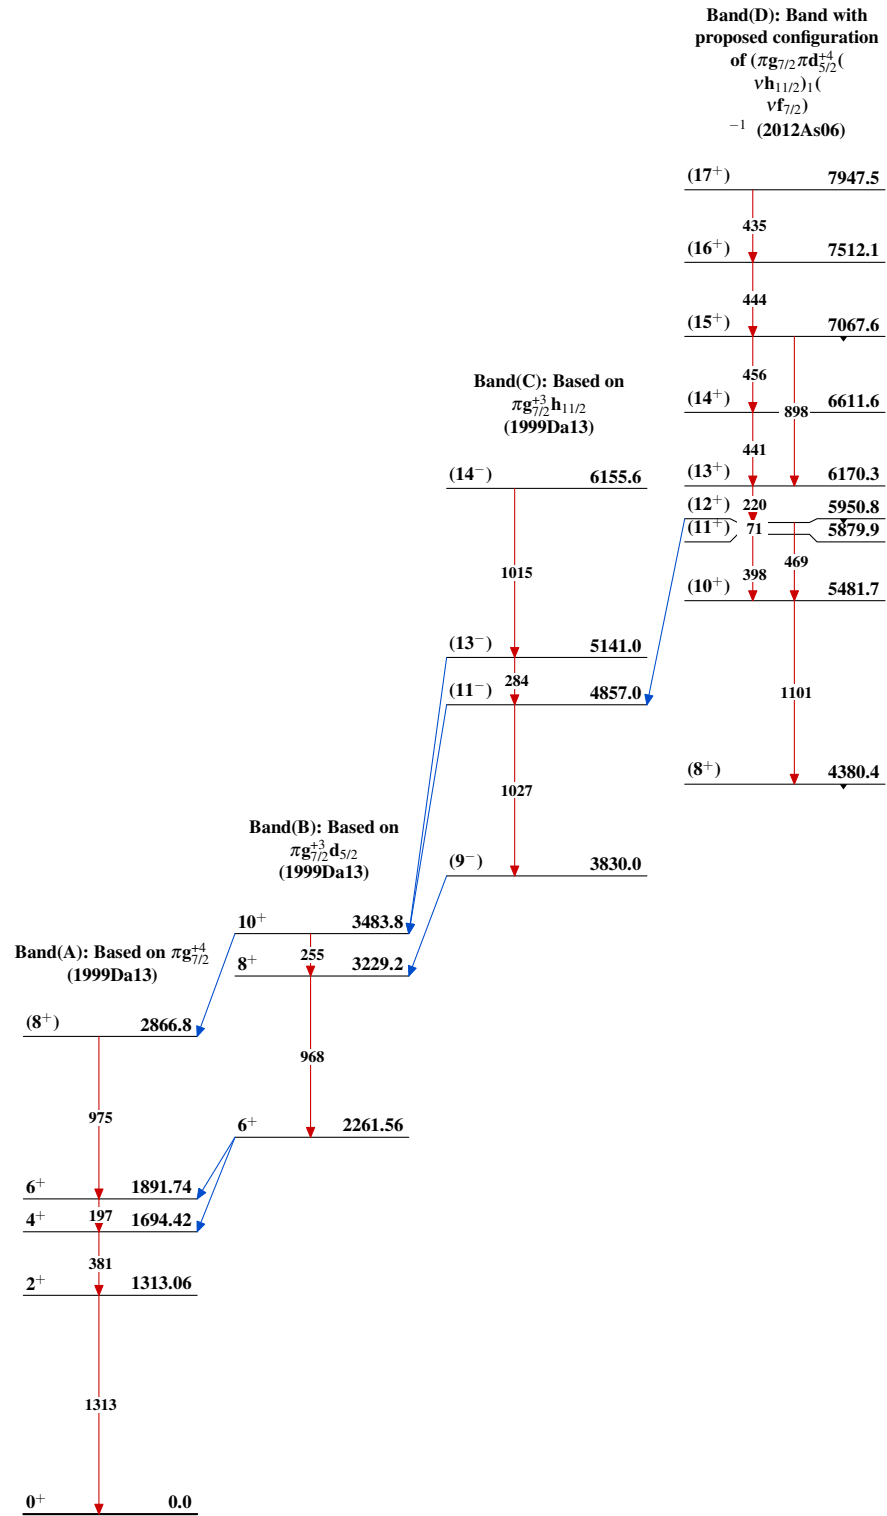 Band(D): Band with
proposed configuration
of (πg7/2πd+45/2(
νh11/2)1(
νf7/2)
−1 (2012As06)
(17+) 7947.5
435
(16+) 7512.1
444
(15+) 7067.6
456
(14+) 6611.6
898
441
(13+) 6170.3
(12+) 220 5950.8
(11+) 71 5879.9
469
398
(10+) 5481.7
1101
(8+) 4380.4
Band(C): Based on
πg+37/2h11/2
(1999Da13)
(14−) 6155.6
1015
(13−) 5141.0
284
(11−) 4857.0
1027
(9−) 3830.0
Band(B): Based on
πg+37/2d5/2
(1999Da13)
10+ 3483.8
255
8+ 3229.2
968
6+ 2261.56
Band(A): Based on πg+47/2
(1999Da13)
(8+) 2866.8
975
6+ 1891.74
197
4+ 1694.42
381
2+ 1313.06
1313
0+ 0.0